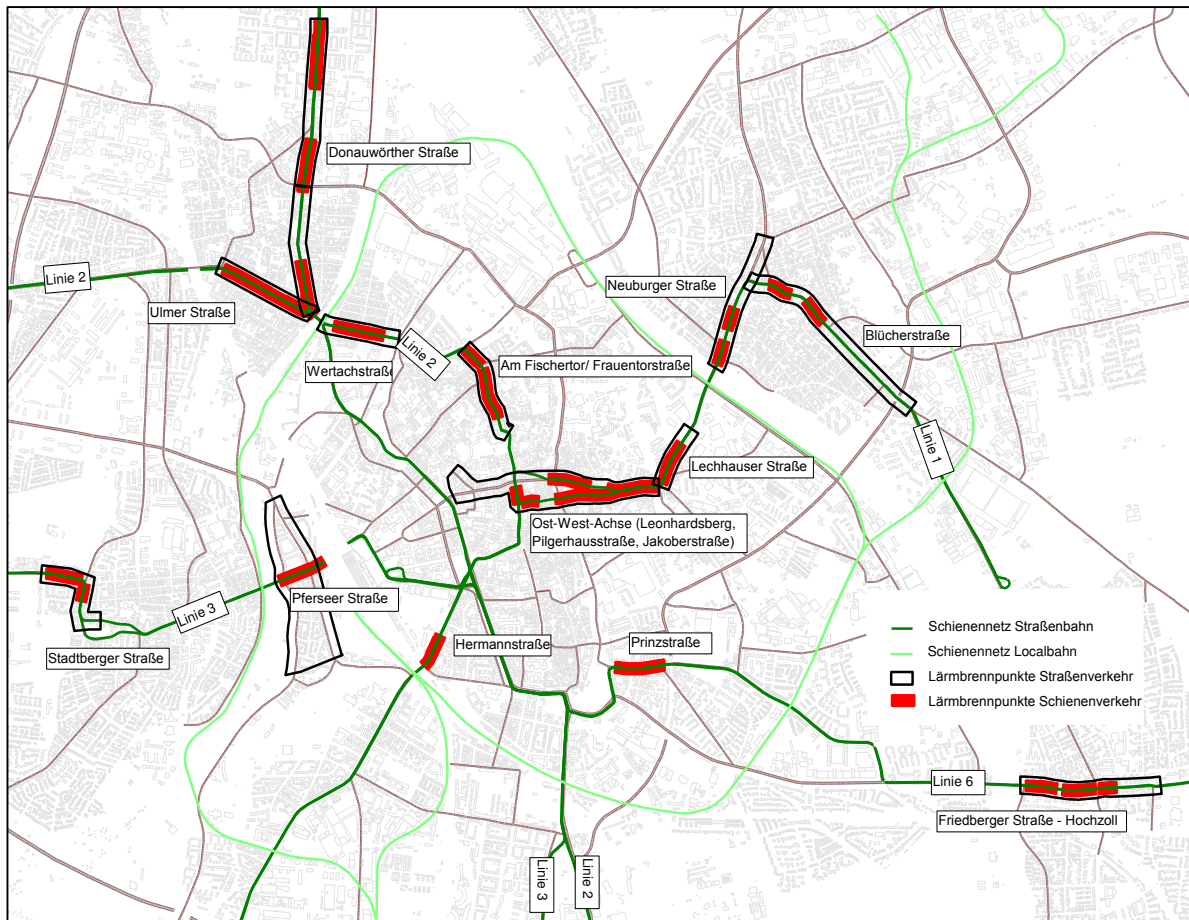 Donauwörther Straße
Linie 2
Ulmer Straße
Neuburger Straße
Blücherstraße
Linie 2
Wertachstraße
Am Fischertor/ Frauentorstraße
Linie 1
Lechhauser Straße
Ost-West-Achse (Leonhardsberg,
Pilgerhausstraße, Jakoberstraße)
Pferseer Straße
Linie 3
Stadtberger Straße
Hermannstraße
Prinzstraße
Schienennetz Straßenbahn
Schienennetz Localbahn
Lärmbrennpunkte Straßenverkehr
Lärmbrennpunkte Schienenverkehr
Linie 6
Friedberger Straße - Hochzoll
Linie 3
Linie 2